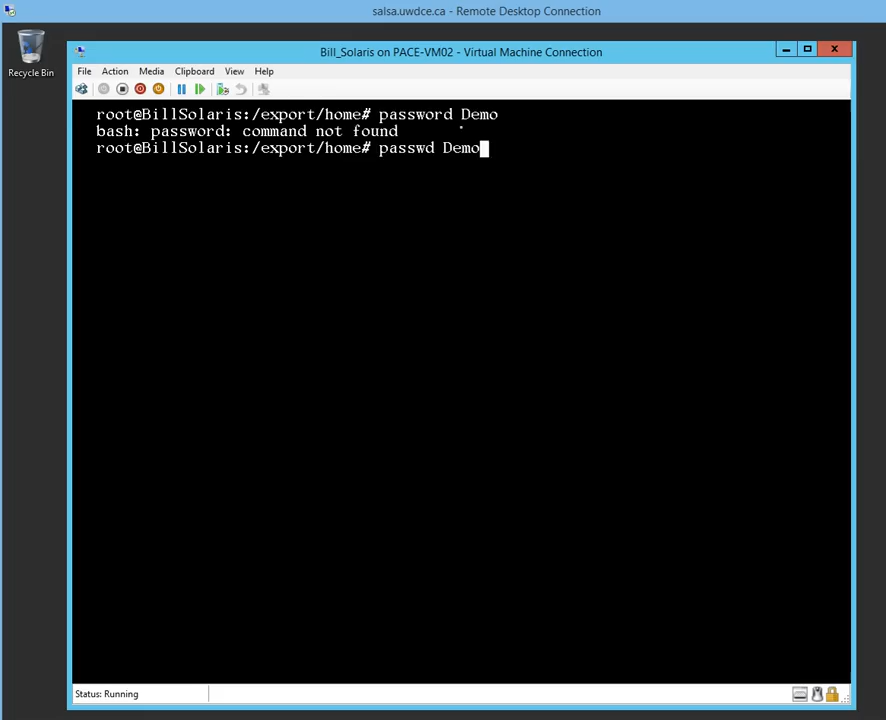 salsa.uwdce.ca - Remote Desktop Connection
Recycle Bin
Bill_Solaris on PACE-VM02 - Virtual Machine Connection
File Action Media Clipboard View Help
root@BillSolaris:/export/home# password Demo
bash: password: command not found
root@BillSolaris:/export/home# passwd Demo
Status: Running